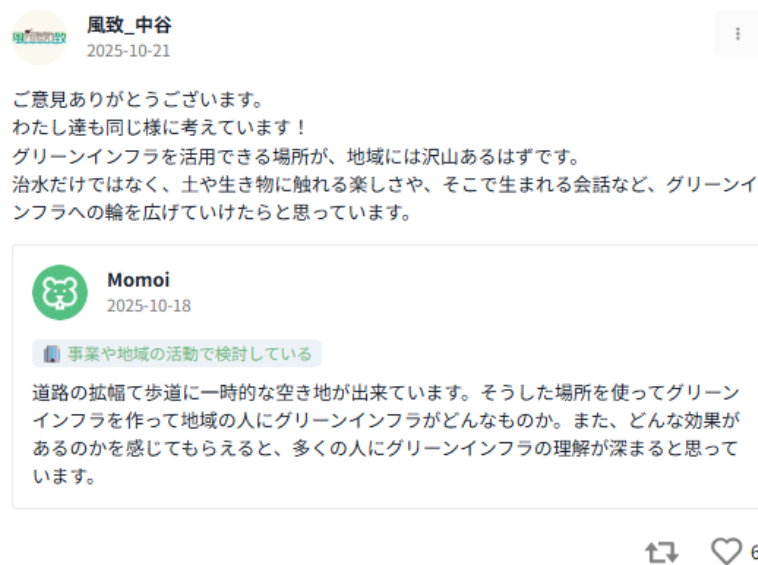 風致_中谷
2025-10-21
ご意見ありがとうございます。
わたし達も同じ様に考えています！
グリーンインフラを活用できる場所が、地域には沢山あるはずです。
治水だけではなく、土や生き物に触れる楽しさや、そこで生まれる会話など、グリーンイ
ンフラへの輪を広げていけたらと思っています。
Momoi
2025-10-18
事業や地域の活動で検討している
道路の拡幅て歩道に一時的な空き地が出来ています。そうした場所を使ってグリーン
インフラを作って地域の人にグリーンインフラがどんなものか。また、どんな効果が
あるのかを感じてもらえると、多くの人にグリーンインフラの理解が深まると思って
います。
6